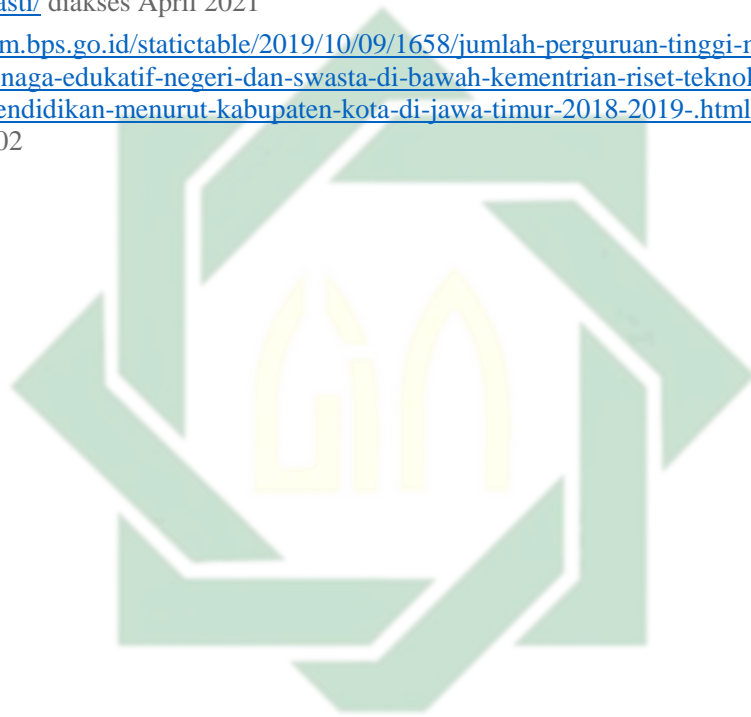 asti/ diakses April 2021
m.bps.go.id/statictable/2019/10/09/1658/jumlah-perguruan-tinggi-n
naga-edukatif-negeri-dan-swasta-di-bawah-kementrian-riset-teknol
endidikan-menurut-kabupaten-kota-di-jawa-timur-2018-2019-.html
02